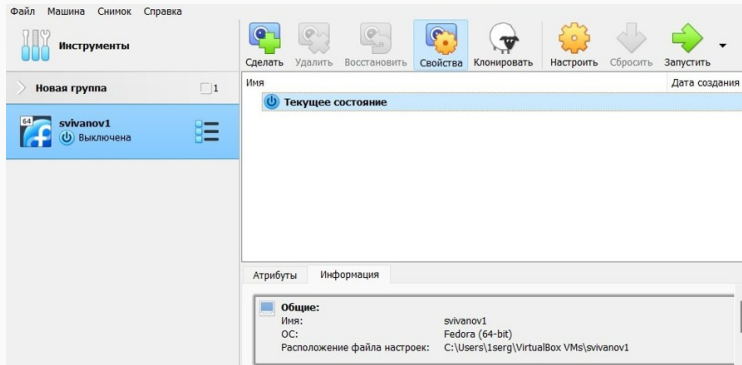 Файл Машина Снимок Справка
Инструменты
Сделать Удалить Восстановить Свойства Клонировать Настроить Сбросить Запустить
Новая группа 1
Имя Дата создания
Текущее состояние
64 svivanov1
Выключена
Атрибуты Информация
Общие:
Имя: svivanov1
ОС: Fedora (64-bit)
Расположение файла настроек: C:\Users\1serg\VirtualBox VMs\svivanov1